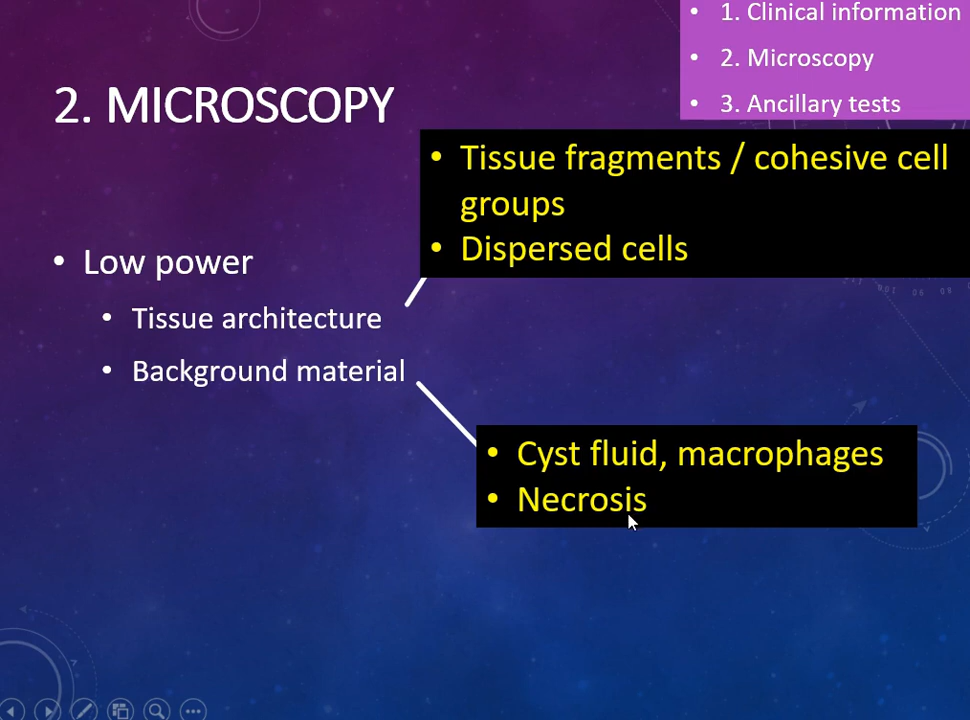 • 1. Clinical information
• 2. Microscopy
• 3. Ancillary tests
2. MICROSCOPY
• Tissue fragments / cohesive cell
groups
• Dispersed cells
• Low power
• Tissue architecture
• Background material
• Cyst fluid, macrophages
• Necrosis